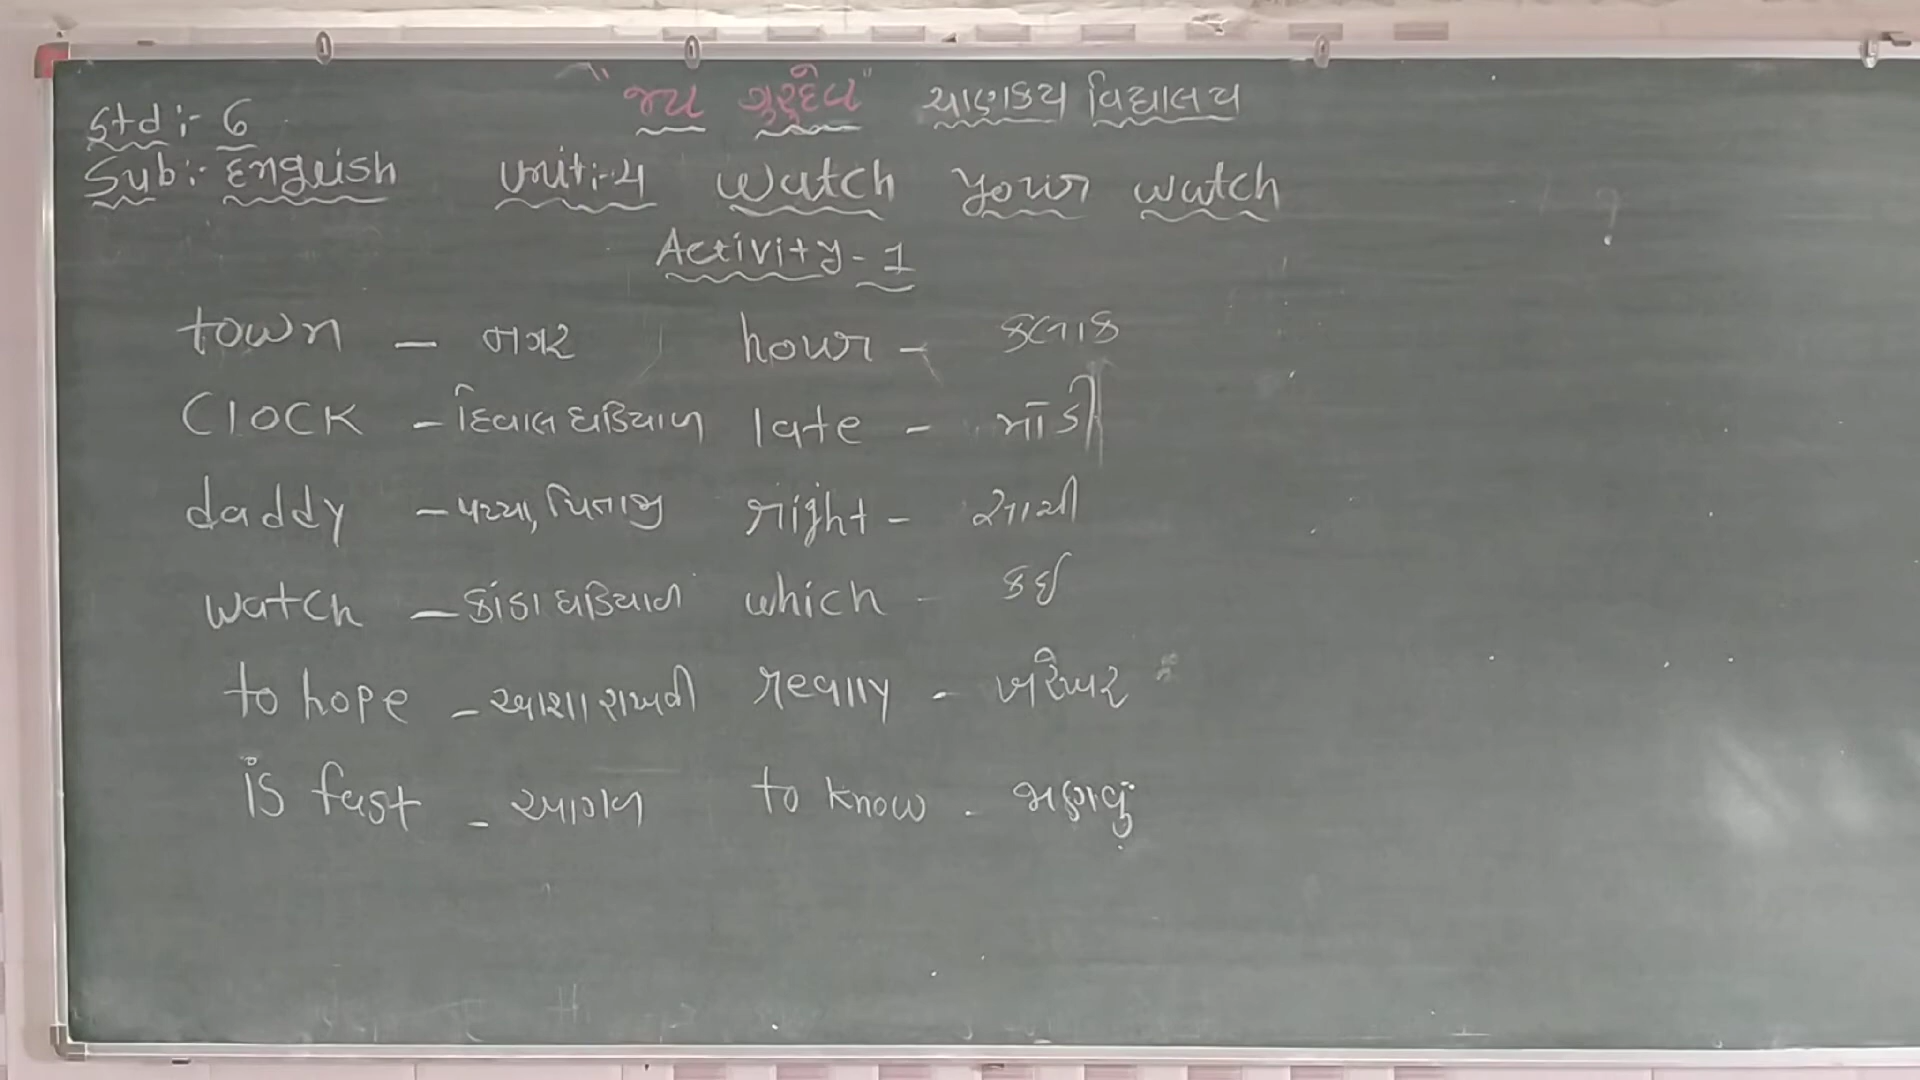 "જય ગુરૂદેવ" ચાણક્ય વિદ્યાલય
Std :- 6
Sub :- English Unit :- 4 Watch your watch
Activity - 1
town — નગર hour - કલાક
Clock - દિવાલ ઘડિયાળ late - મોડી
daddy - પપ્પા, પિતાજી right - સાચી
watch - કાંડા ઘડિયાળ which - કઈ
to hope - આશા રાખવી really - ખરેખર
is fast - આગળ to know - જાણવું